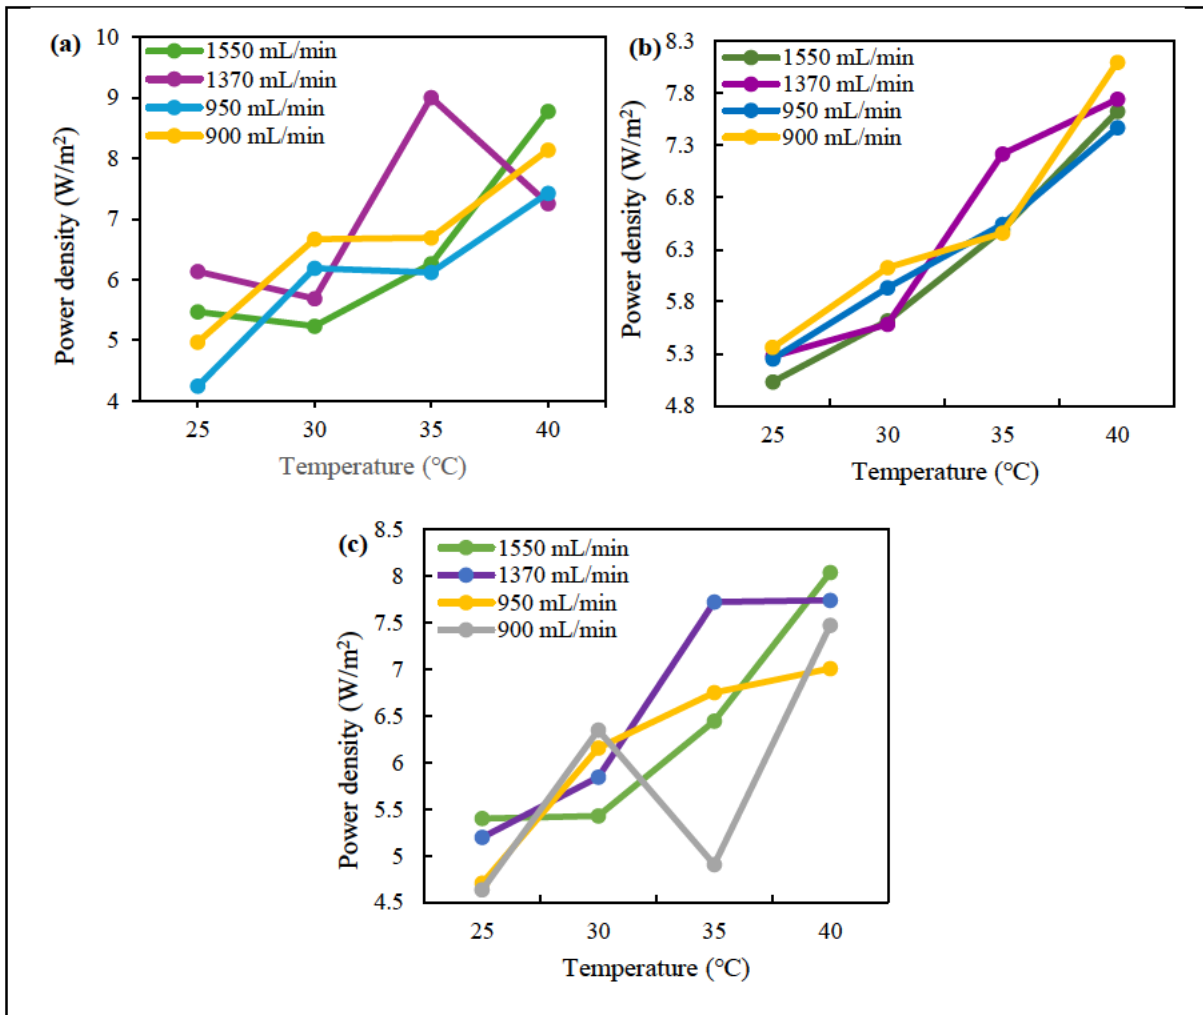 (a)
1550 mL/min
1370 mL/min
950 mL/min
900 mL/min
Power density (W/m²)
10
9
8
7
6
5
4
25 30 35 40
Temperature (℃)
(b)
1550 mL/min
1370 mL/min
950 mL/min
900 mL/min
Power density (W/m²)
8.3
7.8
7.3
6.8
6.3
5.8
5.3
4.8
25 30 35 40
Temperature (℃)
(c)
1550 mL/min
1370 mL/min
950 mL/min
900 mL/min
Power density (W/m²)
8.5
8
7.5
7
6.5
6
5.5
5
4.5
25 30 35 40
Temperature (℃)